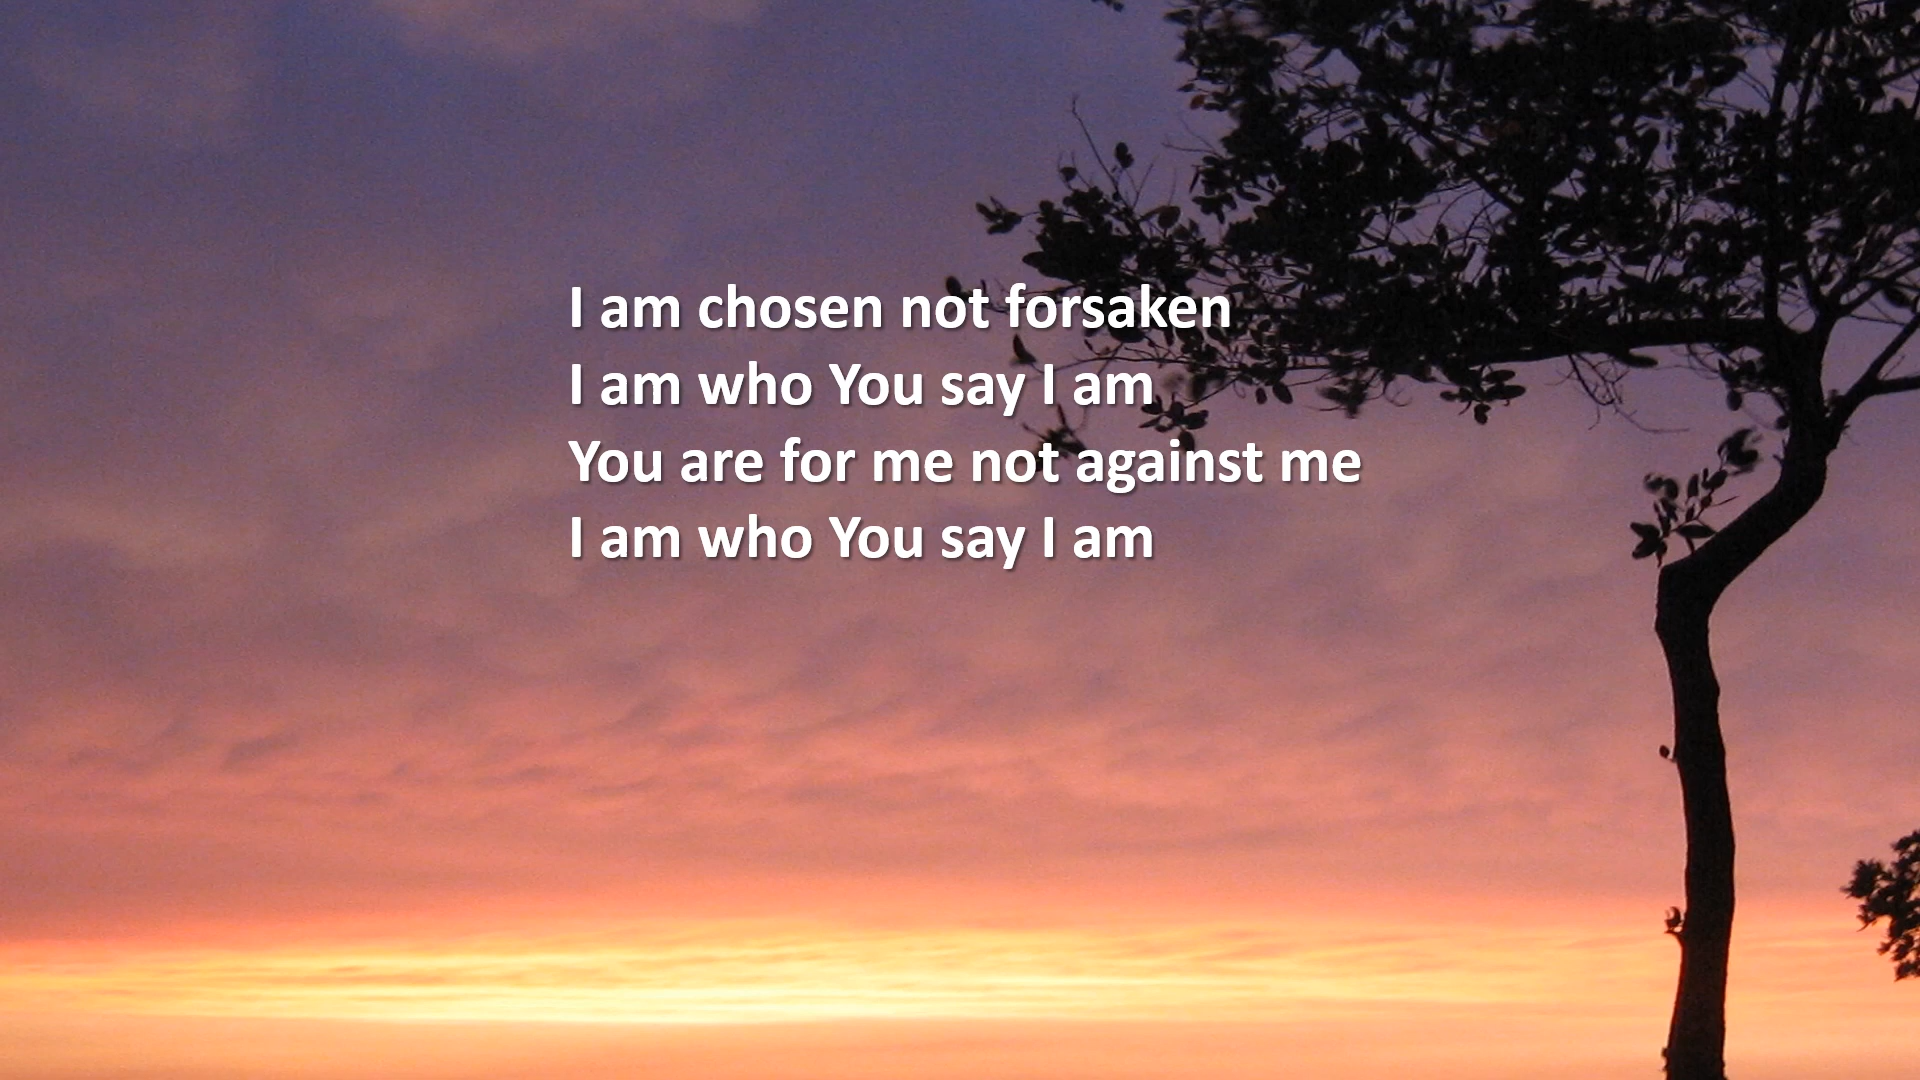 I am chosen not forsaken
I am who You say I am
You are for me not against me
I am who You say I am